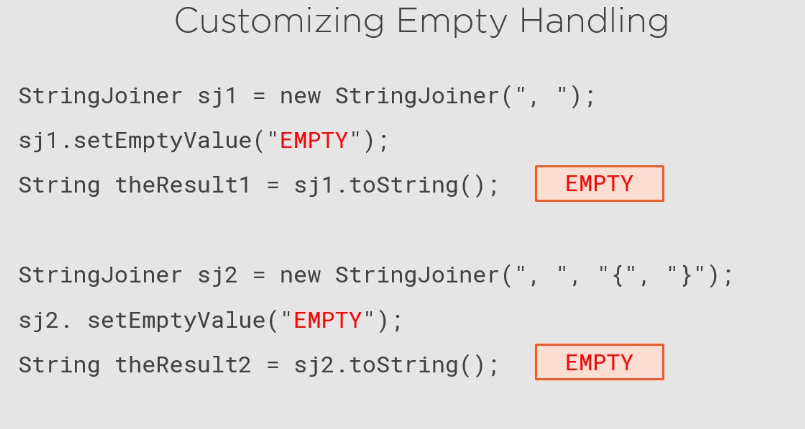 Customizing Empty Handling
StringJoiner sj1 = new StringJoiner(", ");
sj1.setEmptyValue("EMPTY");
String theResult1 = sj1.toString(); EMPTY
StringJoiner sj2 = new StringJoiner(", ", "{", "}");
sj2. setEmptyValue("EMPTY");
String theResult2 = sj2.toString(); EMPTY